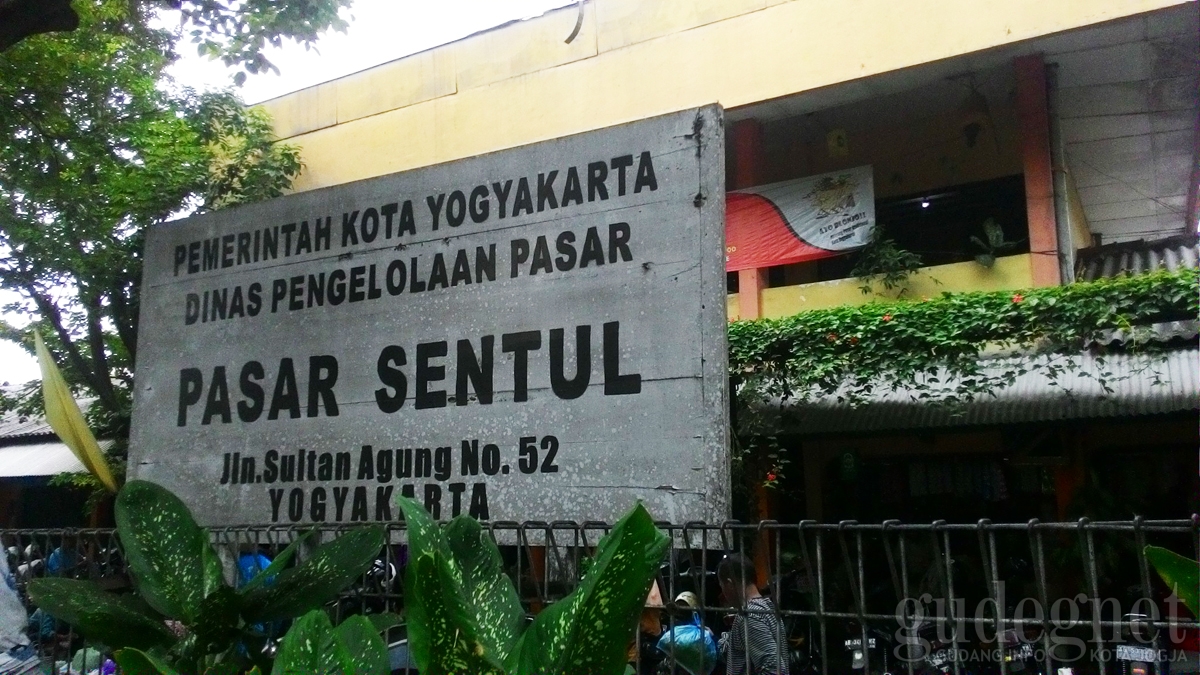 PEMERINTAH KOTA YOGYAKARTA
DINAS PENGELOLAAN PASAR
PASAR SENTUL
Jln.Sultan Agung No. 52
YOGYAKARTA
gudegnet
GUDANG INFO KOTA JOGJA